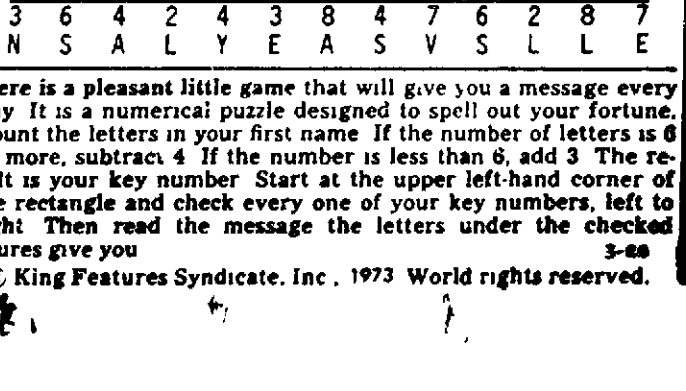 3 6 4 2 4 3 8 4 7 6 2 8 7
N S A L Y E A S V S L L E
ere is a pleasant little game that will give you a message every
y It is a numerical puzzle designed to spell out your fortune.
ount the letters in your first name If the number of letters is 6
more, subtract 4 If the number is less than 6, add 3 The re-
lt is your key number Start at the upper left-hand corner of
e rectangle and check every one of your key numbers, left to
ght Then read the message the letters under the checked
ures give you 3-20
King Features Syndicate. Inc . 1973 World rights reserved.